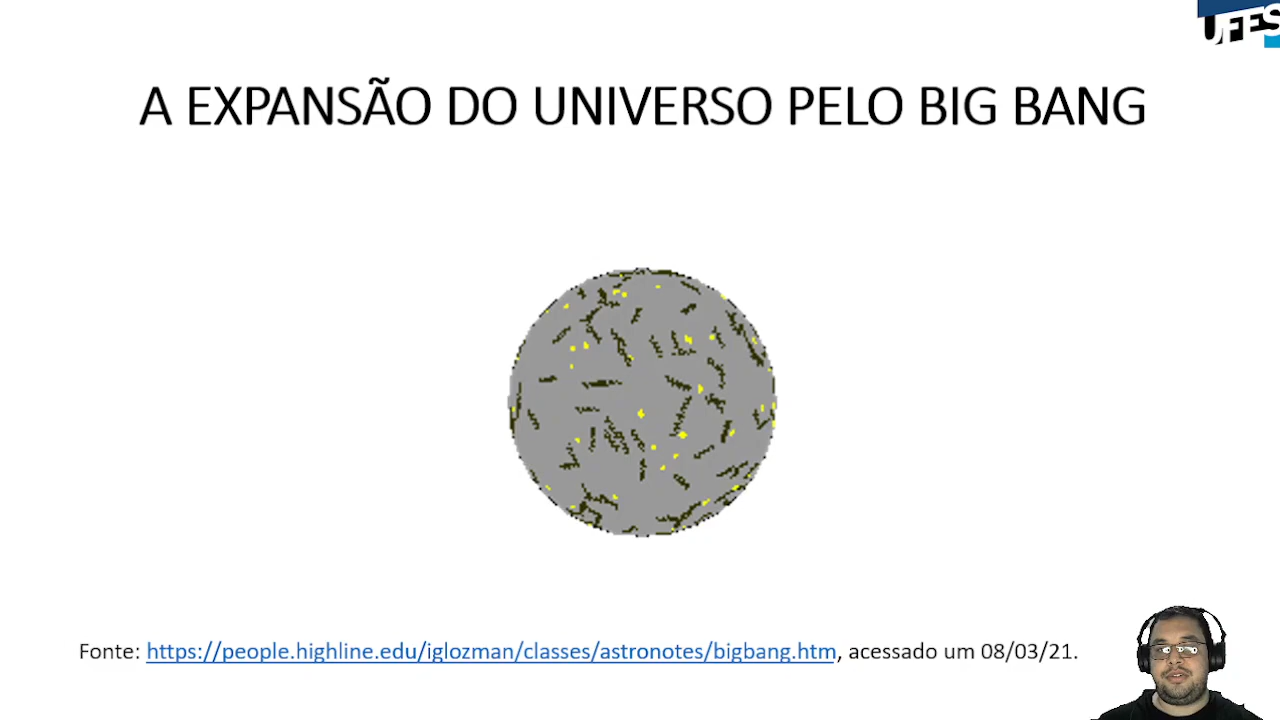 UFES
A EXPANSÃO DO UNIVERSO PELO BIG BANG
Fonte: https://people.highline.edu/iglozman/classes/astronotes/bigbang.htm, acessado um 08/03/21.